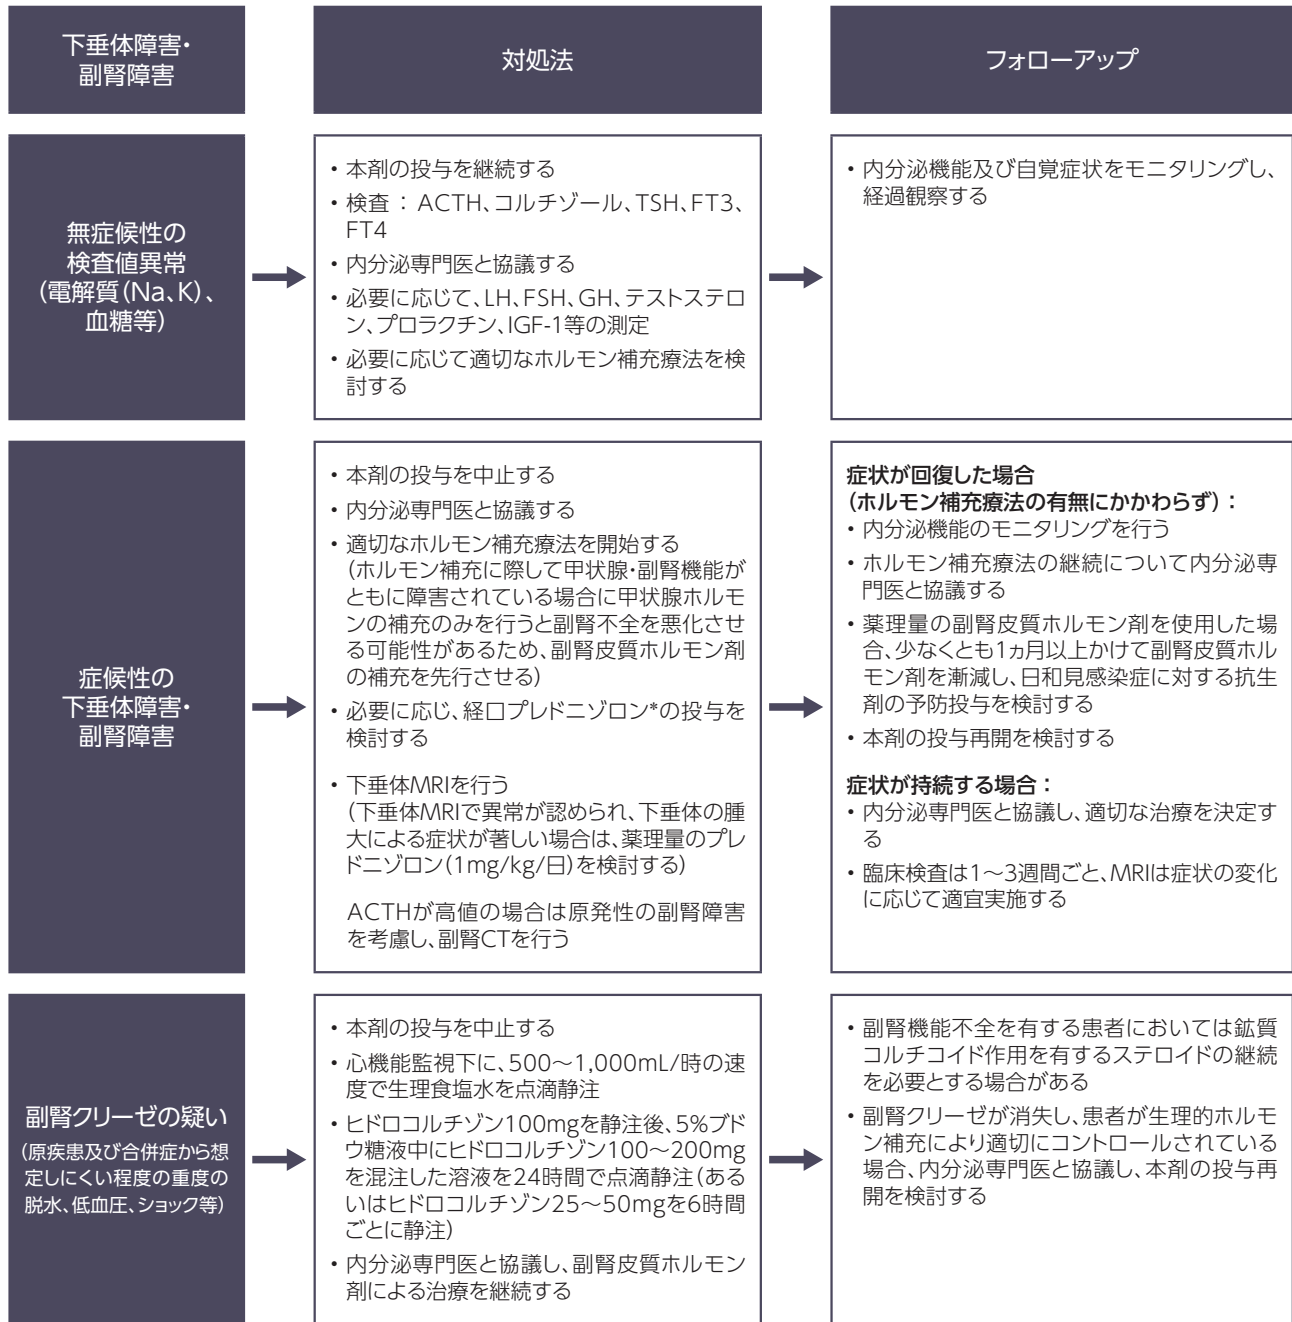 下垂体障害・
副腎障害
対処法
フォローアップ
無症候性の
検査値異常
(電解質(Na、K)、
血糖等)
・本剤の投与を継続する
・検査 : ACTH、コルチゾール、TSH、FT3、
FT4
・内分泌専門医と協議する
・必要に応じて、LH、FSH、GH、テストステロ
ン、プロラクチン、IGF-1等の測定
・必要に応じて適切なホルモン補充療法を検
討する
・内分泌機能及び自覚症状をモニタリングし、
経過観察する
症候性の
下垂体障害・
副腎障害
・本剤の投与を中止する
・内分泌専門医と協議する
・適切なホルモン補充療法を開始する
(ホルモン補充に際して甲状腺・副腎機能が
ともに障害されている場合に甲状腺ホルモ
ンの補充のみを行うと副腎不全を悪化させ
る可能性があるため、副腎皮質ホルモン剤
の補充を先行させる)
・必要に応じ、経口プレドニゾロン*の投与を
検討する
・下垂体MRIを行う
(下垂体MRIで異常が認められ、下垂体の腫
大による症状が著しい場合は、薬理量のプレ
ドニゾロン(1mg/kg/日)を検討する)
ACTHが高値の場合は原発性の副腎障害
を考慮し、副腎CTを行う
症状が回復した場合
(ホルモン補充療法の有無にかかわらず) :
・内分泌機能のモニタリングを行う
・ホルモン補充療法の継続について内分泌専
門医と協議する
・薬理量の副腎皮質ホルモン剤を使用した場
合、少なくとも1ヵ月以上かけて副腎皮質ホル
モン剤を漸減し、日和見感染症に対する抗生
剤の予防投与を検討する
・本剤の投与再開を検討する
症状が持続する場合 :
・内分泌専門医と協議し、適切な治療を決定す
る
・臨床検査は1〜3週間ごと、MRIは症状の変化
に応じて適宜実施する
副腎クリーゼの疑い
(原疾患及び合併症から想
定しにくい程度の重度の
脱水、低血圧、ショック等)
・本剤の投与を中止する
・心機能監視下に、500〜1,000mL/時の速
度で生理食塩水を点滴静注
・ヒドロコルチゾン100mgを静注後、5%ブド
ウ糖液中にヒドロコルチゾン100〜200mg
を混注した溶液を24時間で点滴静注(ある
いはヒドロコルチゾン25〜50mgを6時間
ごとに静注)
・内分泌専門医と協議し、副腎皮質ホルモン
剤による治療を継続する
・副腎機能不全を有する患者においては鉱質
コルチコイド作用を有するステロイドの継続
を必要とする場合がある
・副腎クリーゼが消失し、患者が生理的ホルモ
ン補充により適切にコントロールされている
場合、内分泌専門医と協議し、本剤の投与再
開を検討する